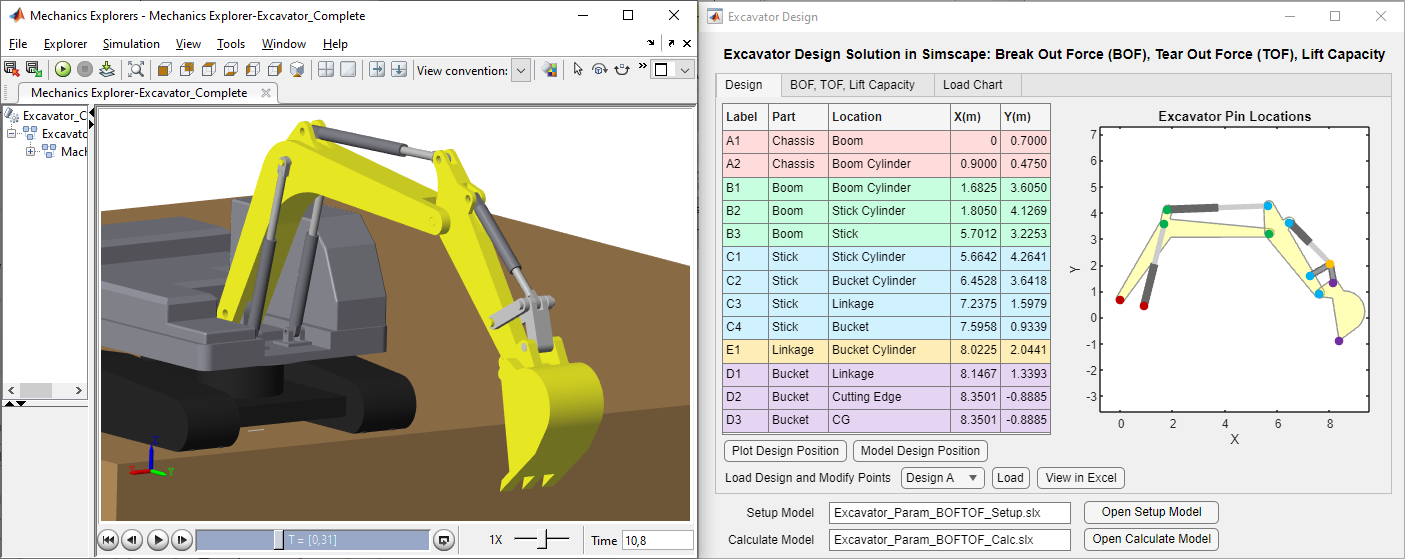 Mechanics Explorers - Mechanics Explorer-Excavator_Complete
File Explorer Simulation View Tools Window Help
View convention:
Mechanics Explorer-Excavator_Complete
Excavator_C
Excavato
Mach
1X
T = [0,31]
Time 10,8
Excavator Design
Excavator Design Solution in Simscape: Break Out Force (BOF), Tear Out Force (TOF), Lift Capacity
Design BOF, TOF, Lift Capacity Load Chart
Label Part Location X(m) Y(m)
A1 Chassis Boom 0 0.7000
A2 Chassis Boom Cylinder 0.9000 0.4750
B1 Boom Boom Cylinder 1.6825 3.6050
B2 Boom Stick Cylinder 1.8050 4.1269
B3 Boom Stick 5.7012 3.2253
C1 Stick Stick Cylinder 5.6642 4.2641
C2 Stick Bucket Cylinder 6.4528 3.6418
C3 Stick Linkage 7.2375 1.5979
C4 Stick Bucket 7.5958 0.9339
E1 Linkage Bucket Cylinder 8.0225 2.0441
D1 Bucket Linkage 8.1467 1.3393
D2 Bucket Cutting Edge 8.3501 -0.8885
D3 Bucket CG 8.3501 -0.8885
Excavator Pin Locations
7
6
5
4
3
2
1
0
-1
-2
-3
Y
0 2 4 6 8
X
Plot Design Position Model Design Position
Load Design and Modify Points Design A Load View in Excel
Setup Model Excavator_Param_BOFTOF_Setup.slx Open Setup Model
Calculate Model Excavator_Param_BOFTOF_Calc.slx Open Calculate Model